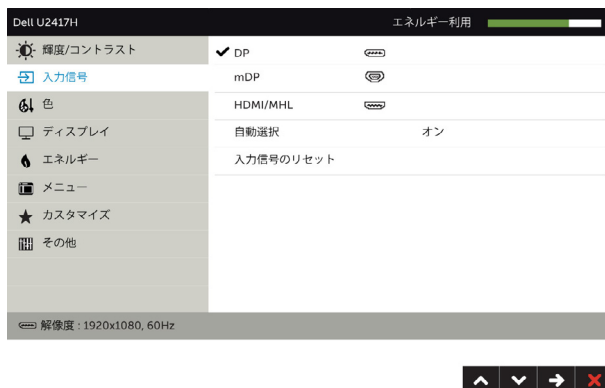 Dell U2417H エネルギー利用
輝度/コントラスト
入力信号
色
ディスプレイ
エネルギー
メニュー
カスタマイズ
その他
DP
mDP
HDMI/MHL
自動選択 オン
入力信号のリセット
解像度 : 1920x1080, 60Hz